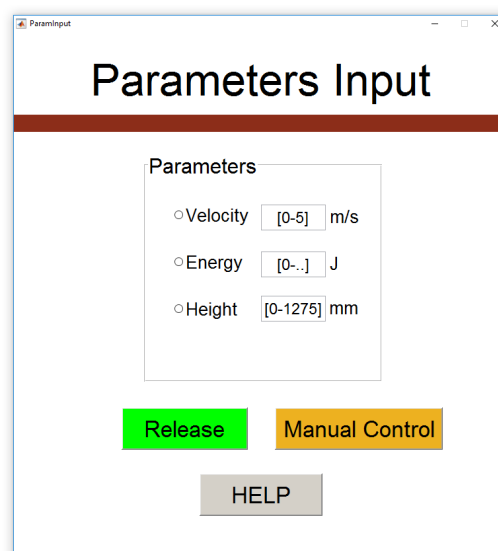 ParamInput
Parameters Input
Parameters
Velocity [0-5] m/s
Energy [0-..] J
Height [0-1275] mm
Release Manual Control
HELP